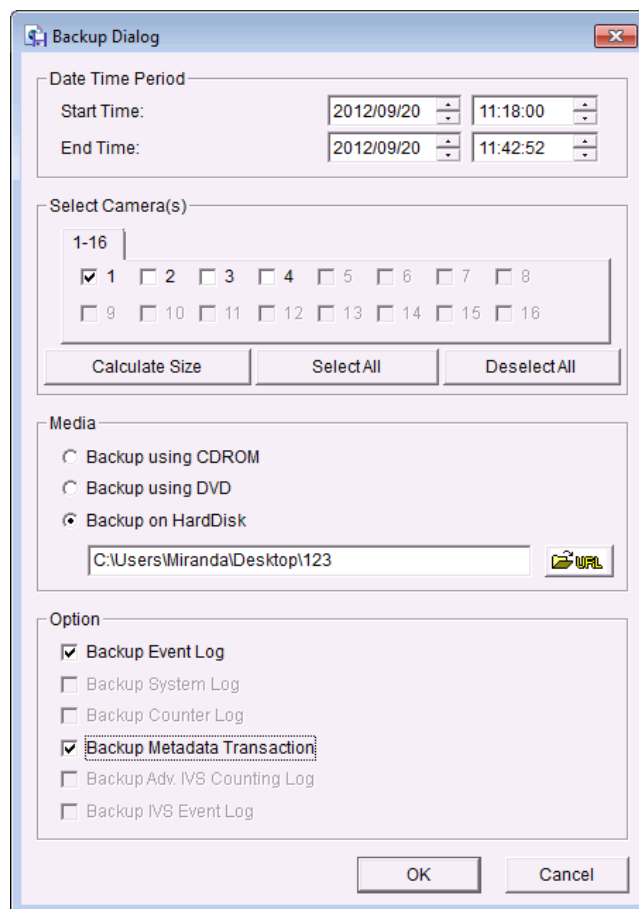 Backup Dialog
Date Time Period
Start Time: 2012/09/20 11:18:00
End Time: 2012/09/20 11:42:52
Select Camera(s)
1-16
1 2 3 4 5 6 7 8
9 10 11 12 13 14 15 16
Calculate Size Select All Deselect All
Media
Backup using CDROM
Backup using DVD
Backup on HardDisk
C:\Users\Miranda\Desktop\123 URL
Option
Backup Event Log
Backup System Log
Backup Counter Log
Backup Metadata Transaction
Backup Adv. IVS Counting Log
Backup IVS Event Log
OK Cancel